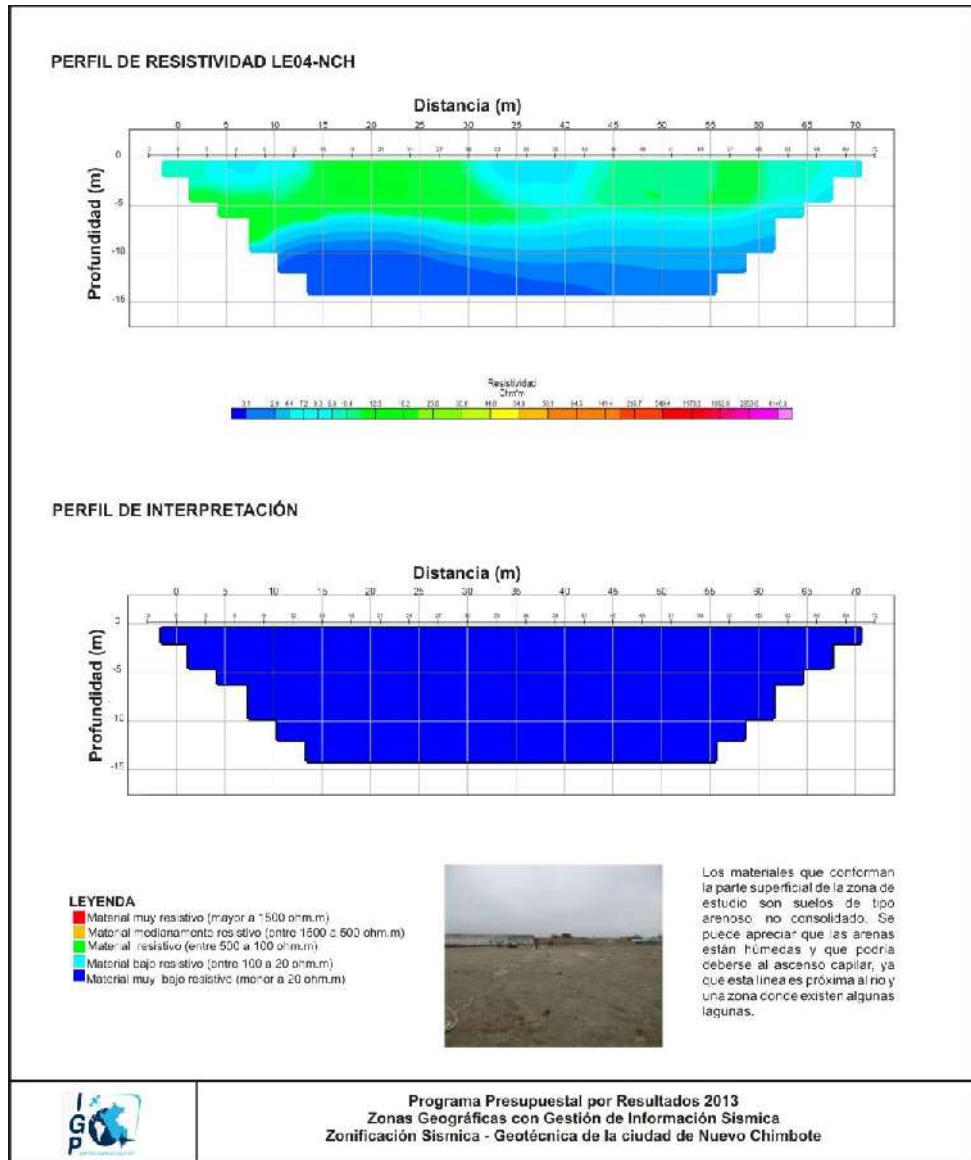 PERFIL DE RESISTIVIDAD LE04-NCH
Distancia (m)
0 5 10 15 20 25 30 35 40 45 50 55 60 65 70
Profundidad (m)
0
-5
-10
-15
Resistividad
Ohm*m
PERFIL DE INTERPRETACIÓN
Distancia (m)
0 5 10 15 20 25 30 35 40 45 50 55 60 65 70
Profundidad (m)
0
-5
-10
-15
LEYENDA
Material muy resistivo (mayor a 1500 ohm.m)
Material medianamente resistivo (entre 1500 a 500 ohm.m)
Material resistivo (entre 500 a 100 ohm.m)
Material bajo resistivo (entre 100 a 20 ohm.m)
Material muy bajo resistivo (menor a 20 ohm.m)
Los materiales que conforman
la parte superficial de la zona de
estudio son suelos de tipo
arenoso, no consolidado. Se
puede apreciar que las arenas
están húmedas y que podría
deberse al ascenso capilar, ya
que esta línea es próxima al rio y
una zona donde existen algunas
lagunas.
IGP
Programa Presupuestal por Resultados 2013
Zonas Geográficas con Gestión de Información Sísmica
Zonificación Sísmica - Geotécnica de la ciudad de Nuevo Chimbote